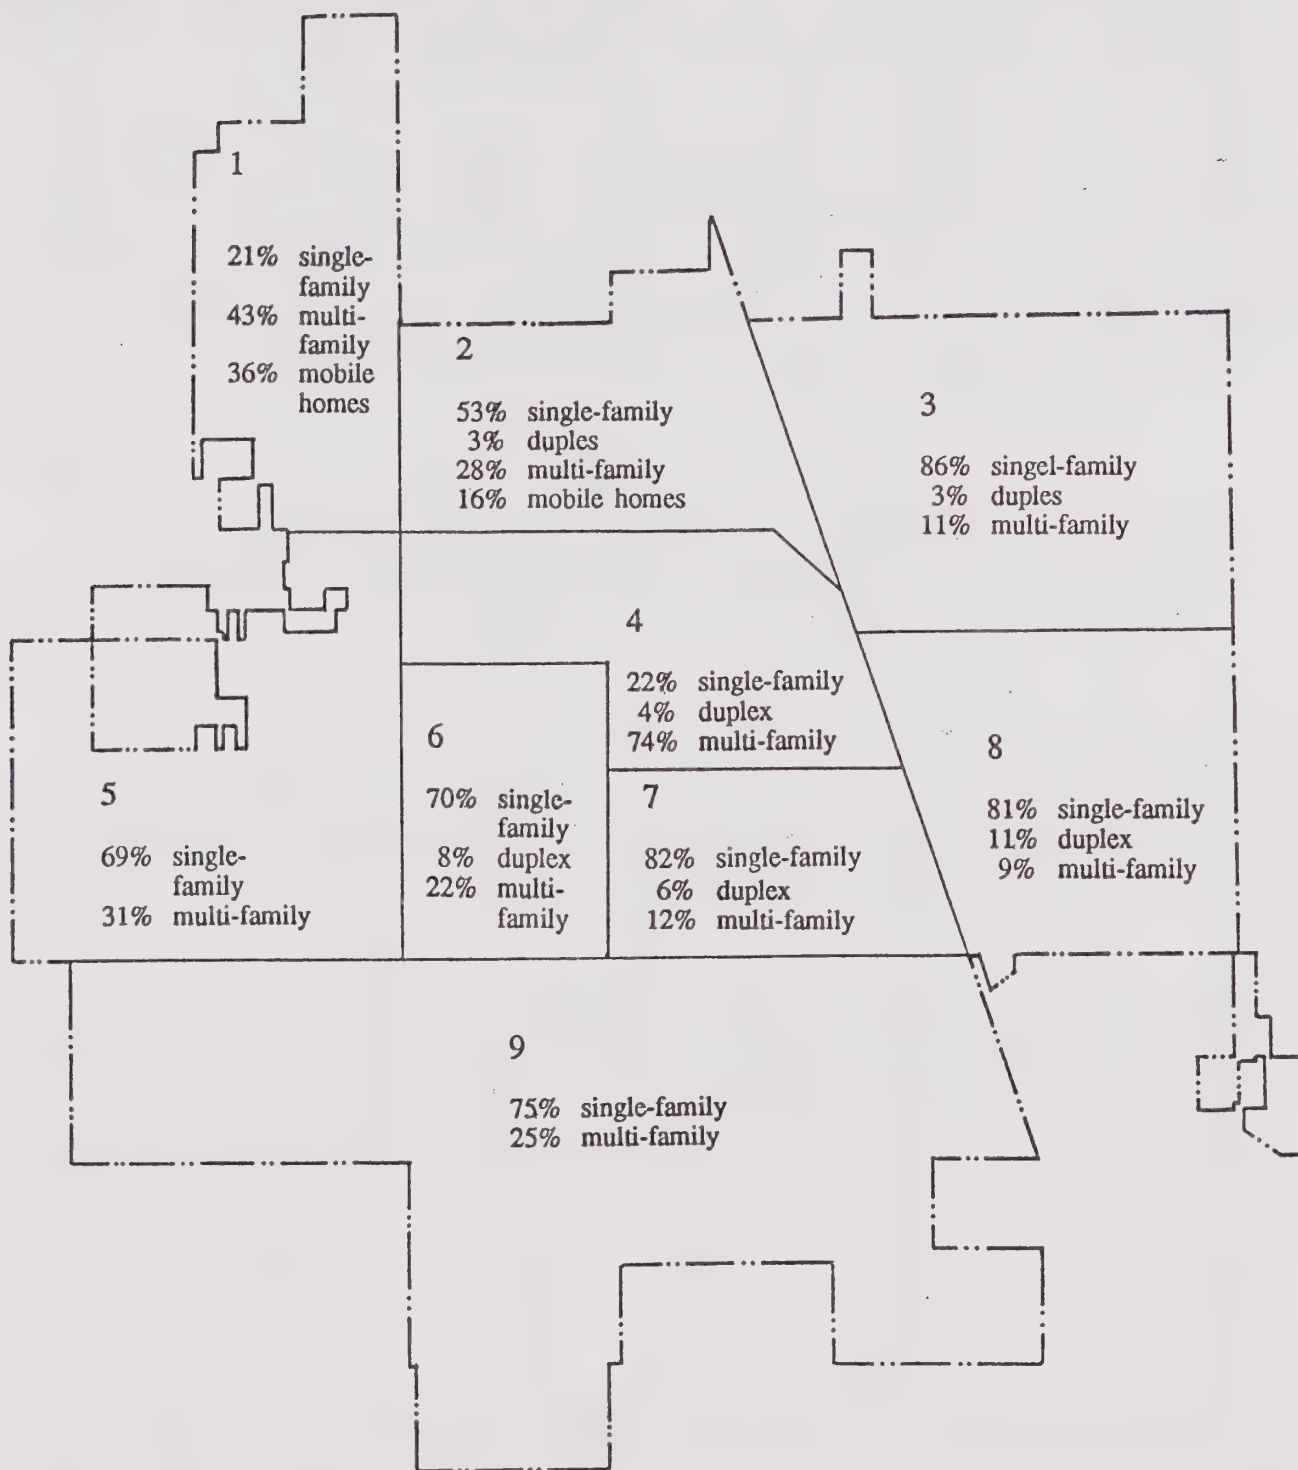 1
21% single-
family
43% multi-
family
36% mobile
homes
2
53% single-family
3% duples
28% multi-family
16% mobile homes
3
86% singel-family
3% duples
11% multi-family
4
22% single-family
4% duplex
74% multi-family
5
69% single-
family
31% multi-family
6
70% single-
family
8% duplex
22% multi-
family
7
82% single-family
6% duplex
12% multi-family
8
81% single-family
11% duplex
9% multi-family
9
75% single-family
25% multi-family